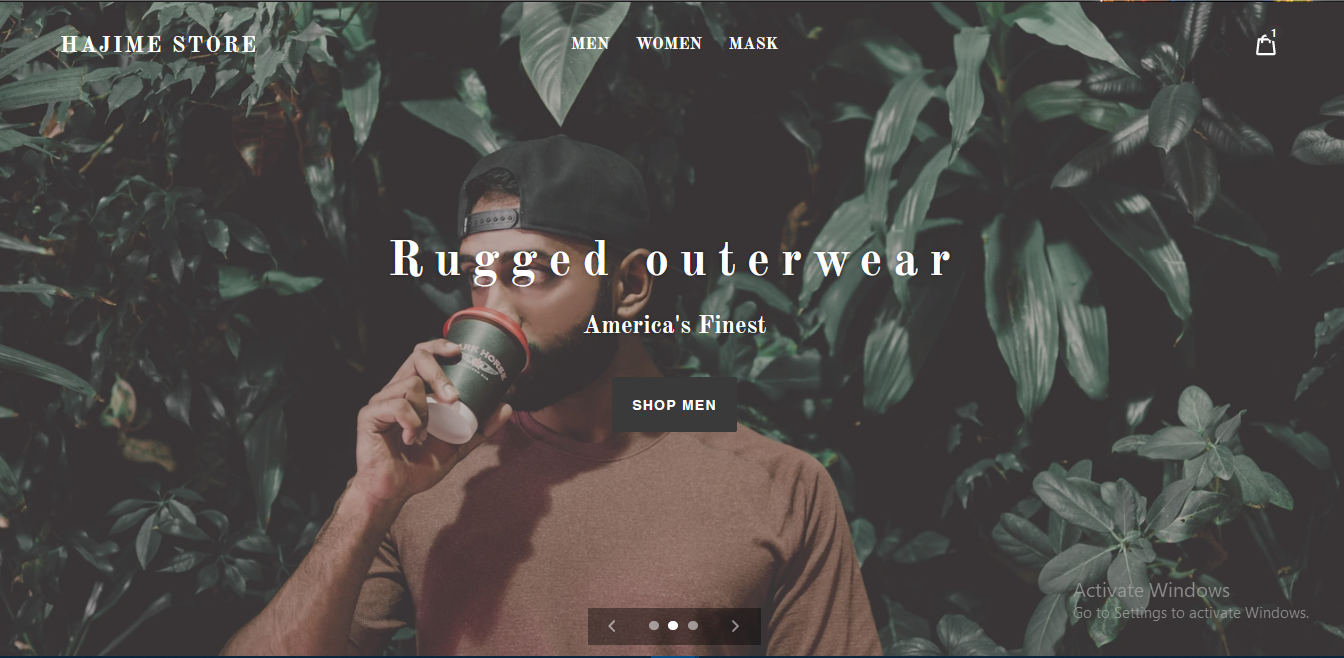 HAJIME STORE
MEN WOMEN MASK
1
Rugged outerwear
America's Finest
SHOP MEN
Activate Windows
Go to Settings to activate Windows.